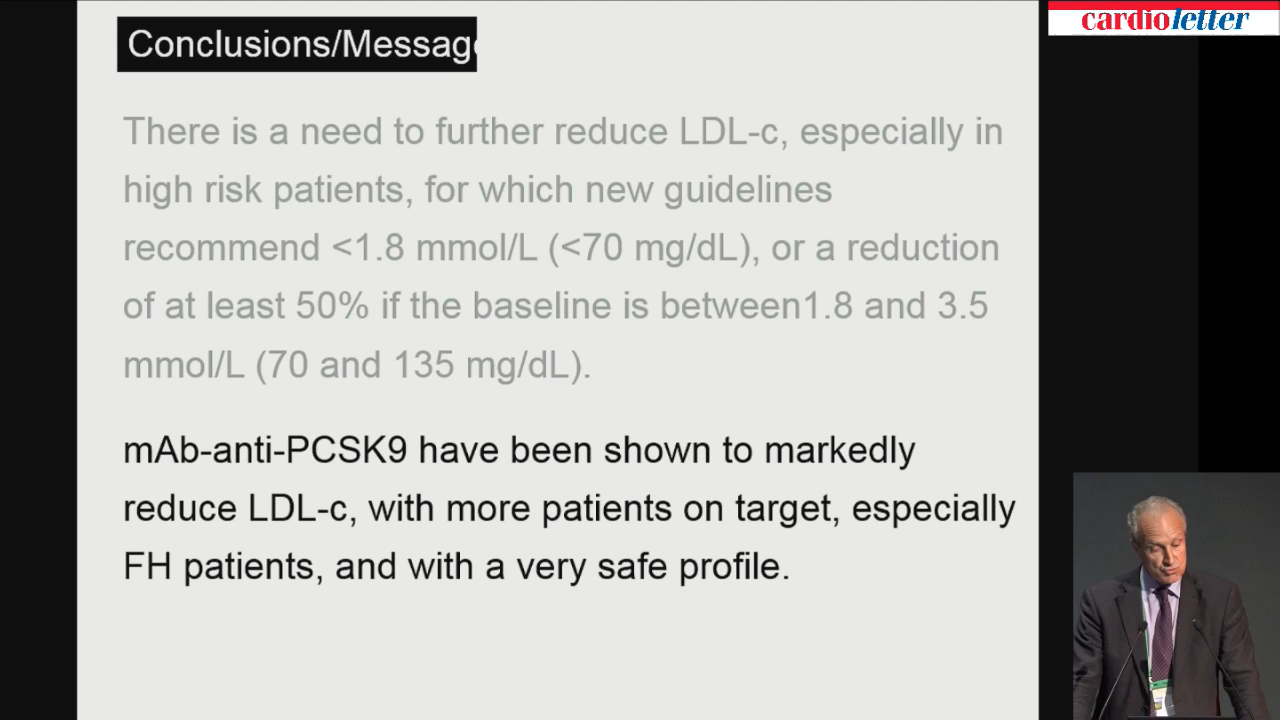 Conclusions/Message
cardioletter
There is a need to further reduce LDL-c, especially in
high risk patients, for which new guidelines
recommend <1.8 mmol/L (<70 mg/dL), or a reduction
of at least 50% if the baseline is between1.8 and 3.5
mmol/L (70 and 135 mg/dL).
mAb-anti-PCSK9 have been shown to markedly
reduce LDL-c, with more patients on target, especially
FH patients, and with a very safe profile.